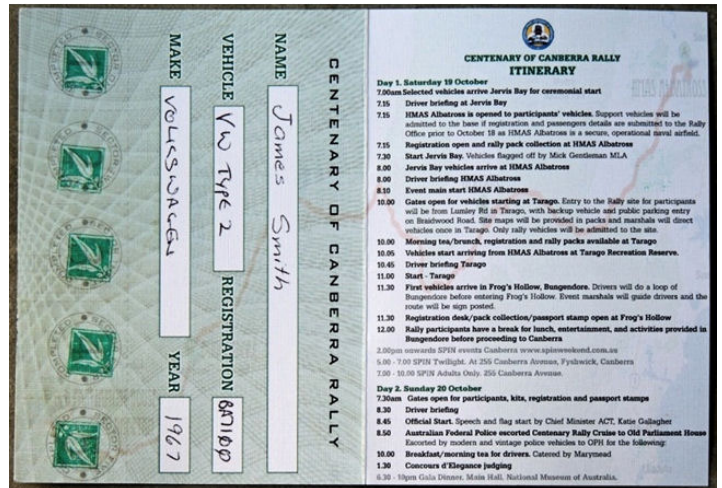 CENTENARY OF CANBERRA RALLY
NAME
James Smith
VEHICLE
VW Type 2
REGISTRATION
MAKE
VOLKSWAGEN
YEAR
1967
CENTENARY OF CANBERRA RALLY
ITINERARY
Day 1. Saturday 19 October
7.00am Selected vehicles arrive Jervis Bay for ceremonial start
7.15 Driver briefing at Jervis Bay
7.15 HMAS Albatross is opened to participants' vehicles. Support vehicles will be
admitted to the base if registration and passengers details are submitted to the Rally
Office prior to October 18 as HMAS Albatross is a secure, operational naval airfield.
7.15 Registration open and rally pack collection at HMAS Albatross
7.30 Start Jervis Bay. Vehicles flagged off by Mick Gentleman MLA
8.00 Jervis Bay vehicles arrive at HMAS Albatross
8.00 Driver briefing HMAS Albatross
8.10 Event main start HMAS Albatross
10.00 Gates open for vehicles starting at Tarago. Entry to the Rally site for participants
will be from Lumley Rd in Tarago, with backup vehicle and public parking entry
on Braidwood Road. Site maps will be provided in packs and marshals will direct
vehicles once in Tarago. Only rally vehicles will be admitted to the site.
10.00 Morning tea/brunch, registration and rally packs available at Tarago
10.05 Vehicles start arriving from HMAS Albatross at Tarago Recreation Reserve.
10.45 Driver briefing Tarago
11.00 Start - Tarago
11.30 First vehicles arrive in Frog's Hollow, Bungendore. Drivers will do a loop of
Bungendore before entering Frog's Hollow. Event marshals will guide drivers and the
route will be sign posted.
11.30 Registration desk/pack collection/passport stamp open at Frog's Hollow
12.00 Rally participants have a break for lunch, entertainment, and activities provided in
Bungendore before proceeding to Canberra
2.00pm onwards SPIN events Canberra www.spinweekend.com.au
5.00 - 7.00 SPIN Twilight. At 255 Canberra Avenue, Fyshwick, Canberra
7.00 - 10.00 SPIN Adults Only. 255 Canberra Avenue.
Day 2. Sunday 20 October
7.30am Gates open for participants, kits, registration and passport stamps
8.30 Driver briefing
8.45 Official Start. Speech and flag start by Chief Minister ACT, Katie Gallagher
8.50 Australian Federal Police escorted Centenary Rally Cruise to Old Parliament House
Escorted by modern and vintage police vehicles to OPH for the following:
10.00 Breakfast/morning tea for drivers. Catered by Marymead
1.30 Concours d'Elegance judging
6.30 - 10pm Gala Dinner. Main Hall. National Museum of Australia.